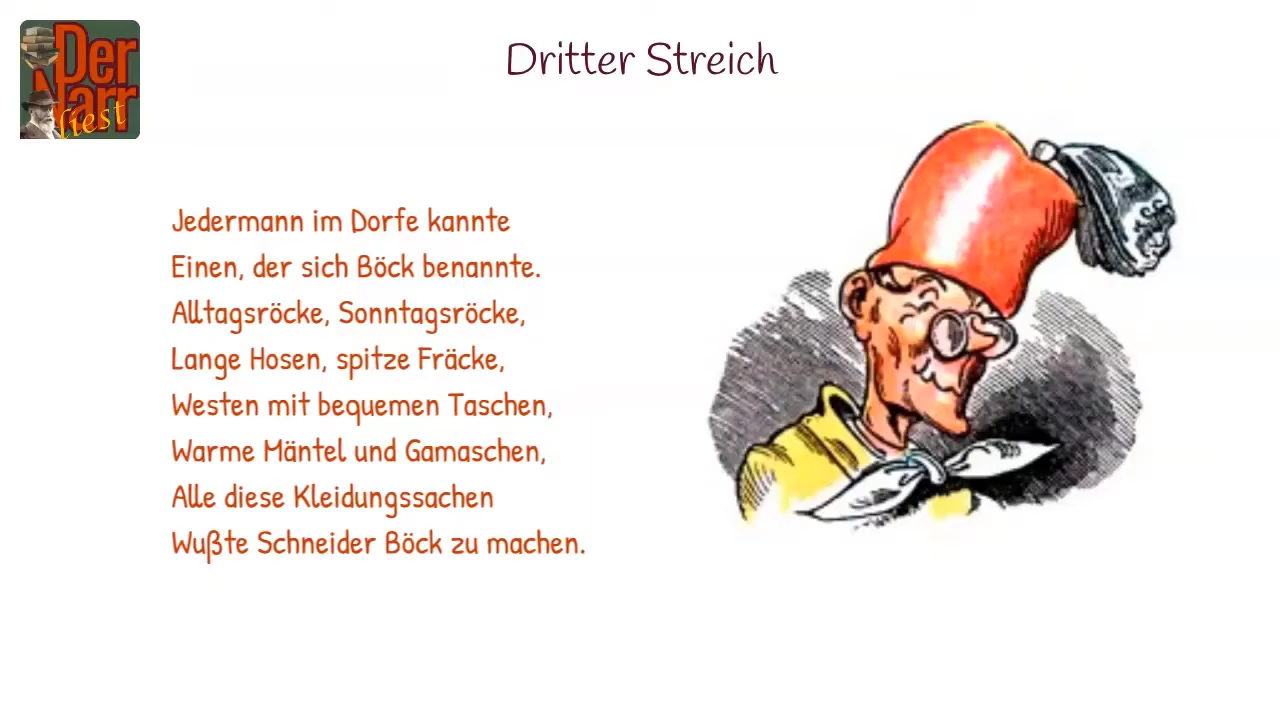 Der
Narr
liest
Dritter Streich
Jedermann im Dorfe kannte
Einen, der sich Böck benannte.
Alltagsröcke, Sonntagsröcke,
Lange Hosen, spitze Fräcke,
Westen mit bequemen Taschen,
Warme Mäntel und Gamaschen,
Alle diese Kleidungssachen
Wußte Schneider Böck zu machen.